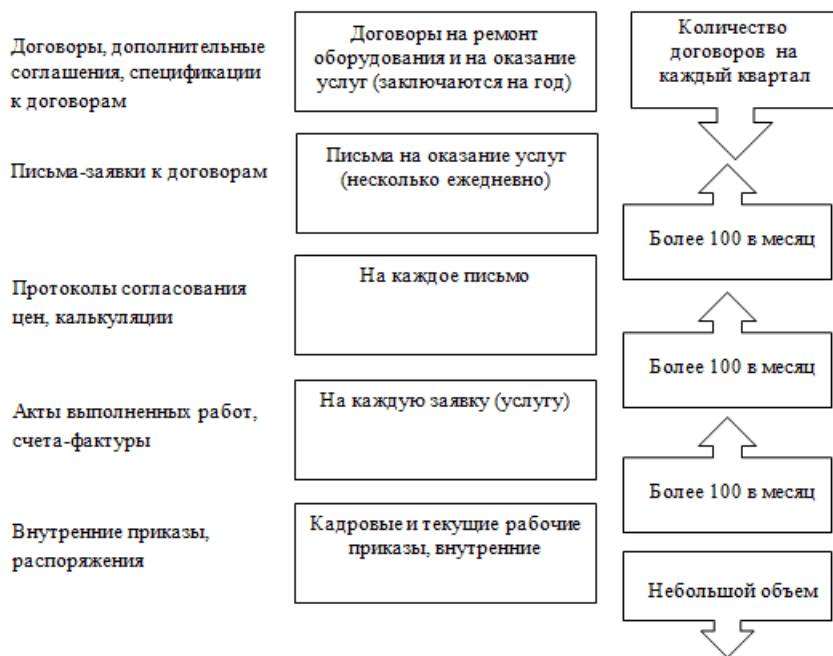 Договоры, дополнительные
соглашения, спецификации
к договорам
Договоры на ремонт
оборудования и на оказание
услуг (заключаются на год)
Количество
договоров на
каждый квартал
Письма-заявки к договорам
Письма на оказание услуг
(несколько ежедневно)
Более 100 в месяц
Протоколы согласования
цен, калькуляции
На каждое письмо
Более 100 в месяц
Акты выполненных работ,
счета-фактуры
На каждую заявку (услугу)
Более 100 в месяц
Внутренние приказы,
распоряжения
Кадровые и текущие рабочие
приказы, внутренние
Небольшой объем